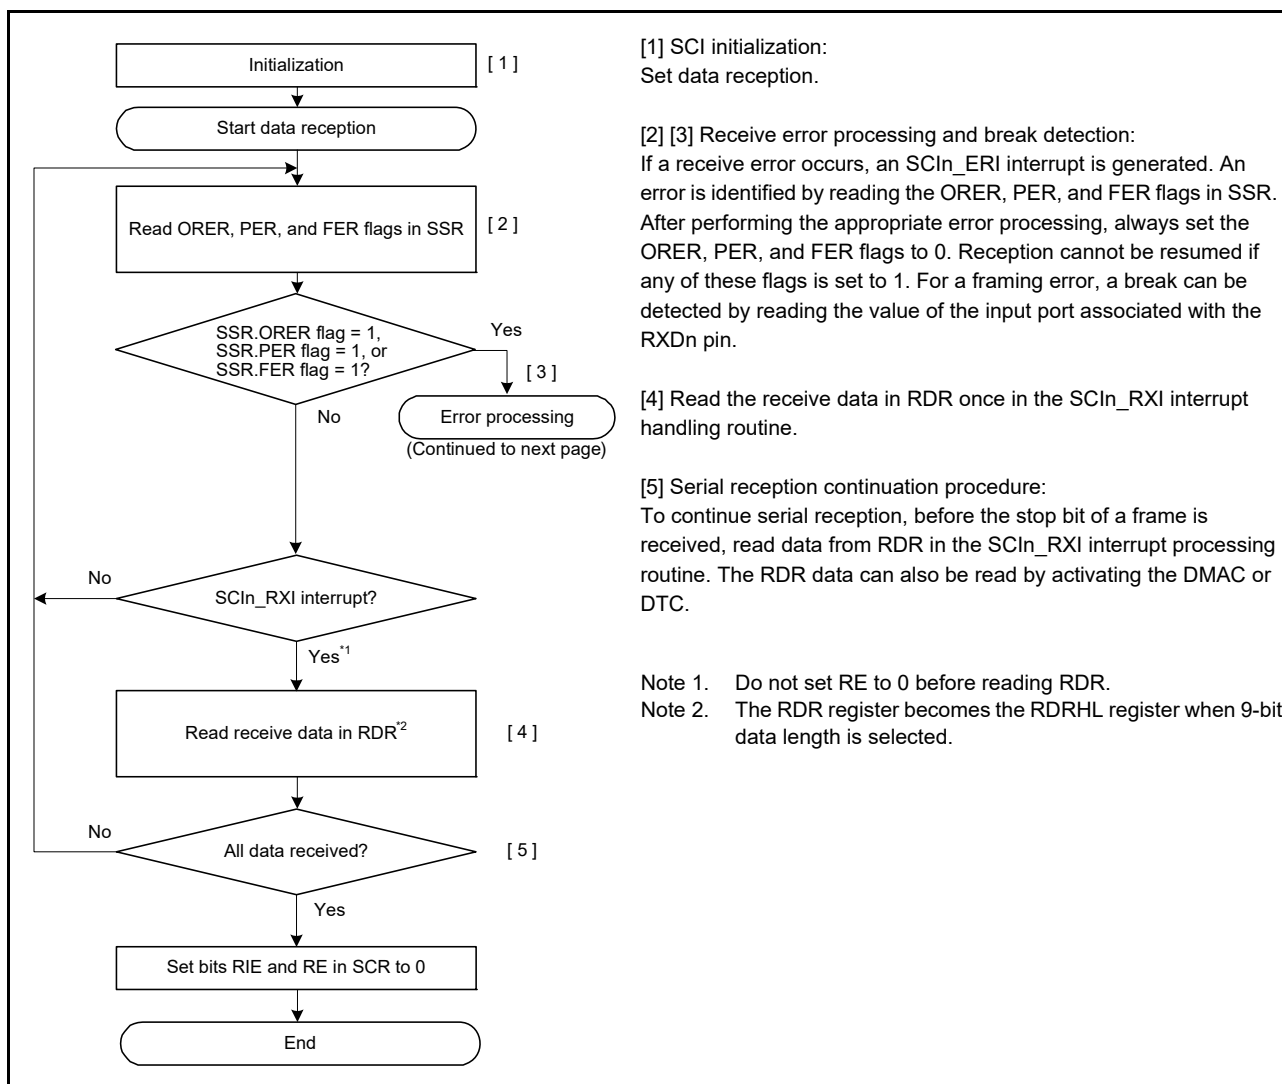 Initialization
[ 1 ]
Start data reception
Read ORER, PER, and FER flags in SSR
[ 2 ]
SSR.ORER flag = 1,
SSR.PER flag = 1, or
SSR.FER flag = 1?
Yes
[ 3 ]
No
Error processing
(Continued to next page)
No
SCIn_RXI interrupt?
Yes*1
Read receive data in RDR*2
[ 4 ]
No
All data received?
[ 5 ]
Yes
Set bits RIE and RE in SCR to 0
End
[1] SCI initialization:
Set data reception.
[2] [3] Receive error processing and break detection:
If a receive error occurs, an SCIn_ERI interrupt is generated. An
error is identified by reading the ORER, PER, and FER flags in SSR.
After performing the appropriate error processing, always set the
ORER, PER, and FER flags to 0. Reception cannot be resumed if
any of these flags is set to 1. For a framing error, a break can be
detected by reading the value of the input port associated with the
RXDn pin.
[4] Read the receive data in RDR once in the SCIn_RXI interrupt
handling routine.
[5] Serial reception continuation procedure:
To continue serial reception, before the stop bit of a frame is
received, read data from RDR in the SCIn_RXI interrupt processing
routine. The RDR data can also be read by activating the DMAC or
DTC.
Note 1. Do not set RE to 0 before reading RDR.
Note 2. The RDR register becomes the RDRHL register when 9-bit
data length is selected.